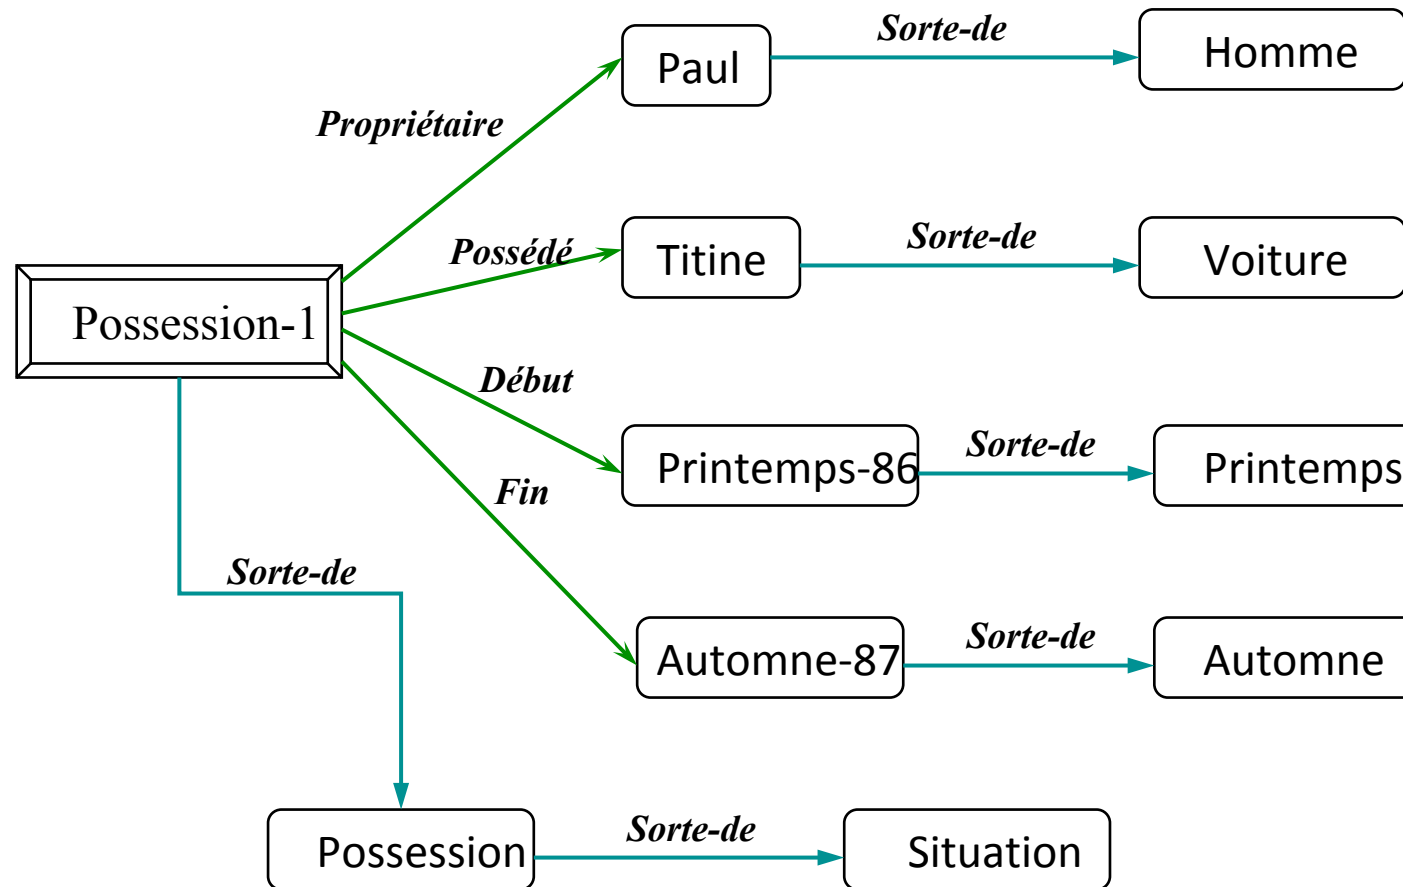 Sorte-de
Paul
Homme
Propriétaire
Possédé
Titine
Sorte-de
Voiture
Possession-1
Début
Printemps-86
Sorte-de
Printemps
Fin
Automne-87
Sorte-de
Automne
Sorte-de
Possession
Sorte-de
Situation